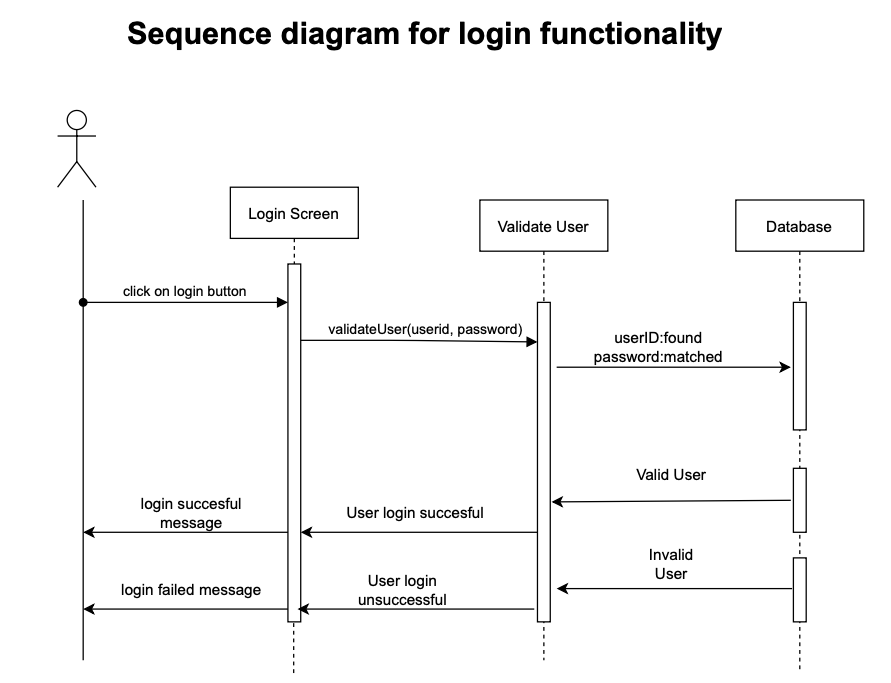 Sequence diagram for login functionality
Login Screen
Validate User
Database
click on login button
validateUser(userid, password)
userID:found
password:matched
Valid User
login succesful
message
User login succesful
Invalid
User
login failed message
User login
unsuccessful